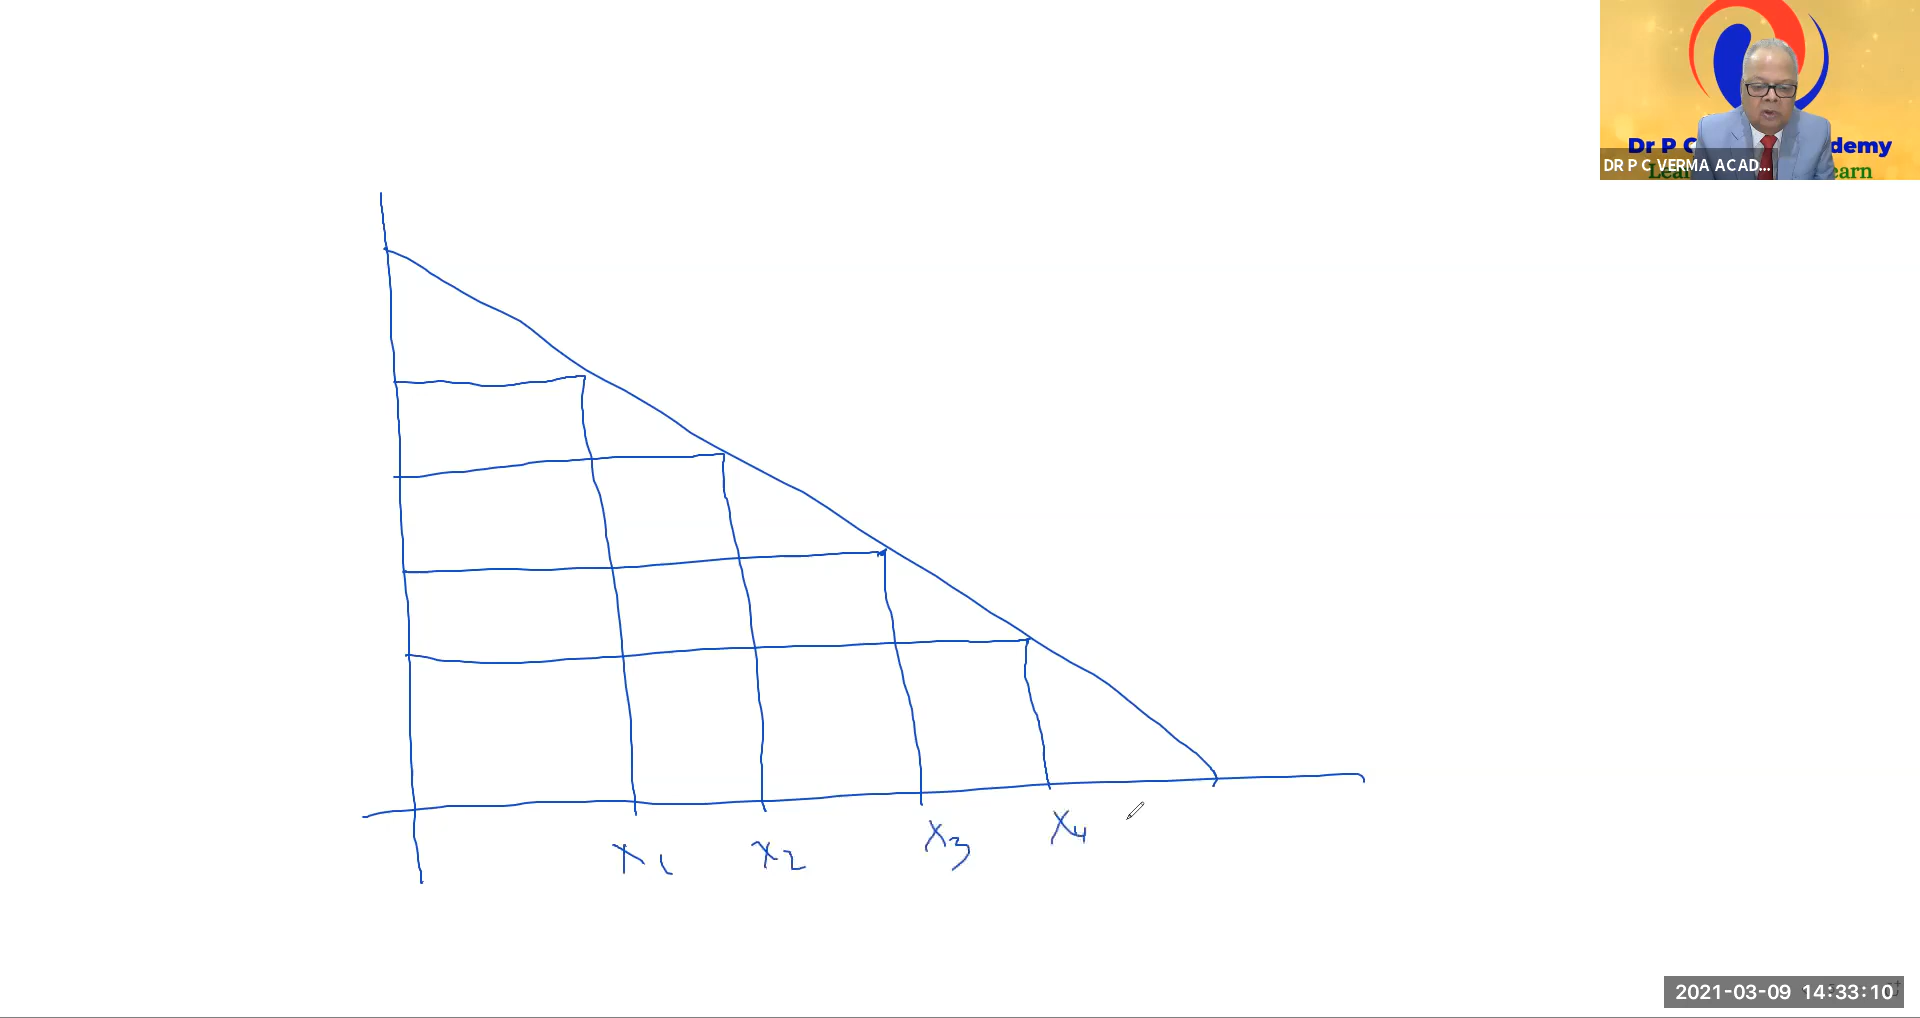 Dr P C demy
Lea earn
DR P C VERMA ACAD...
X1 X2 X3 X4
2021-03-09 14:33:10